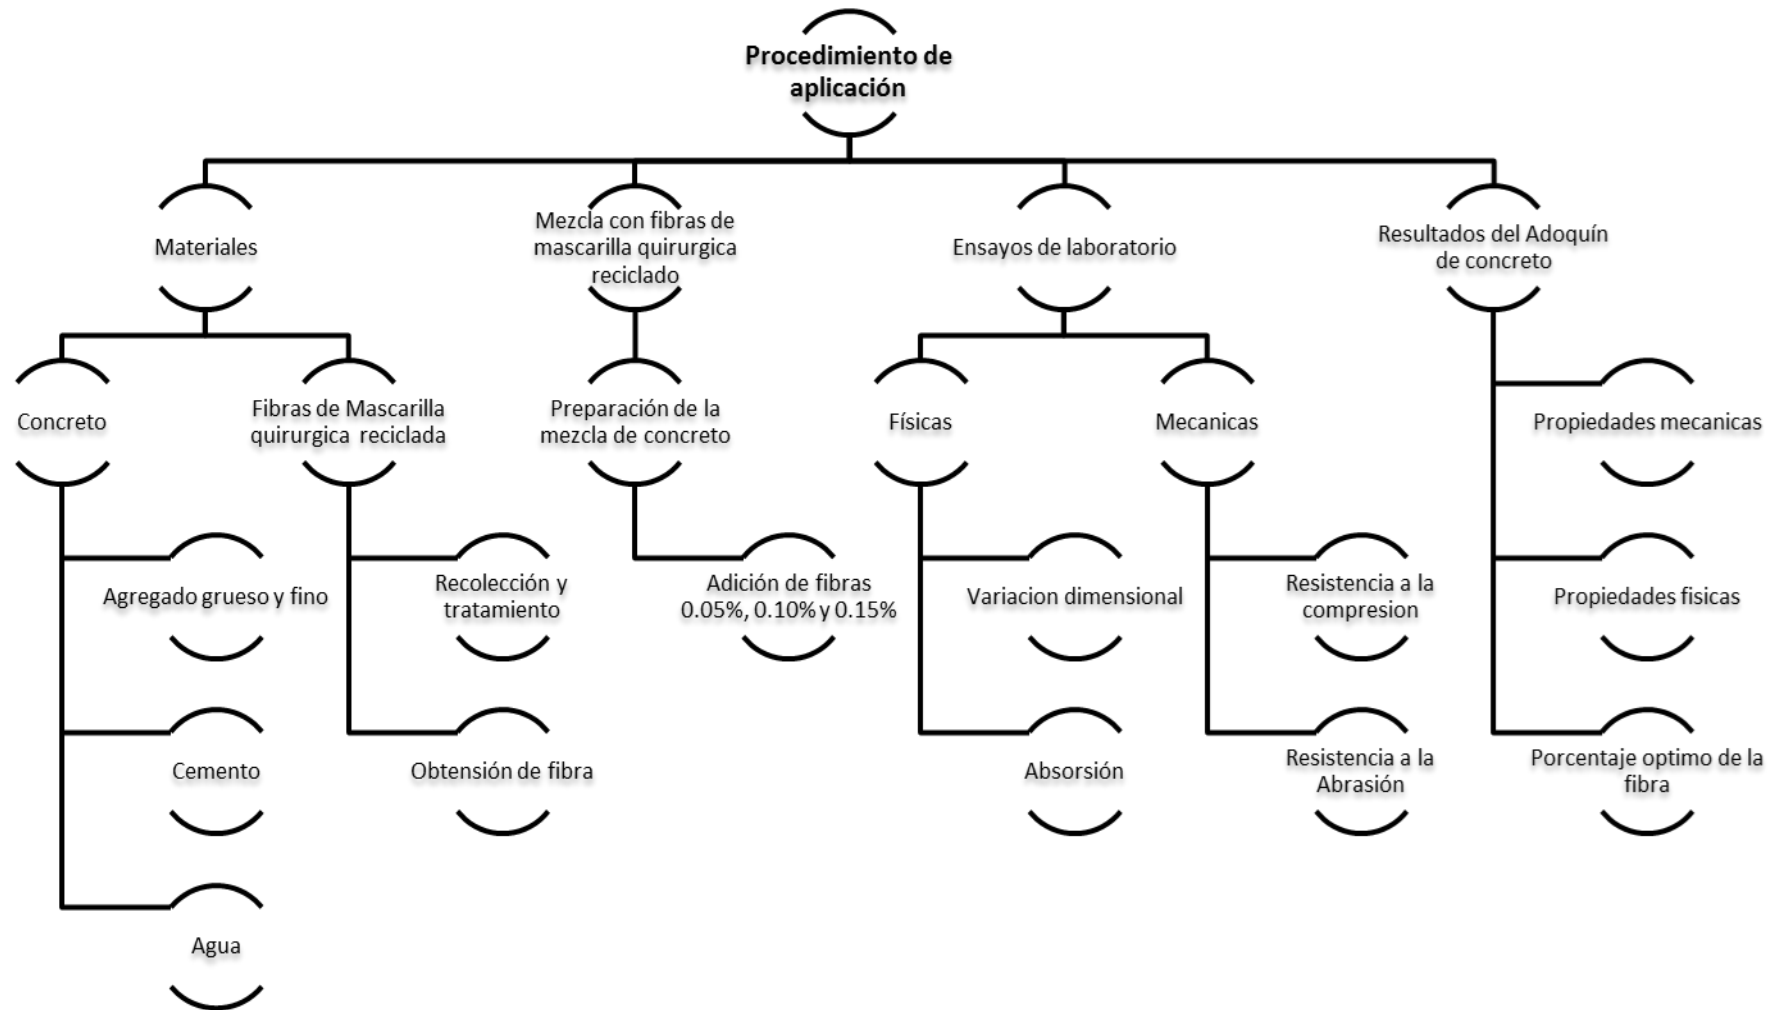 Procedimiento de
aplicación
Materiales
Mezcla con fibras de
mascarilla quirurgica
reciclado
Ensayos de laboratorio
Resultados del Adoquín
de concreto
Concreto
Fibras de Mascarilla
quirurgica reciclada
Preparación de la
mezcla de concreto
Físicas
Mecanicas
Propiedades mecanicas
Agregado grueso y fino
Recolección y
tratamiento
Adición de fibras
0.05%, 0.10% y 0.15%
Variacion dimensional
Resistencia a la
compresion
Propiedades fisicas
Cemento
Obtensión de fibra
Absorsión
Resistencia a la
Abrasión
Porcentaje optimo de la
fibra
Agua